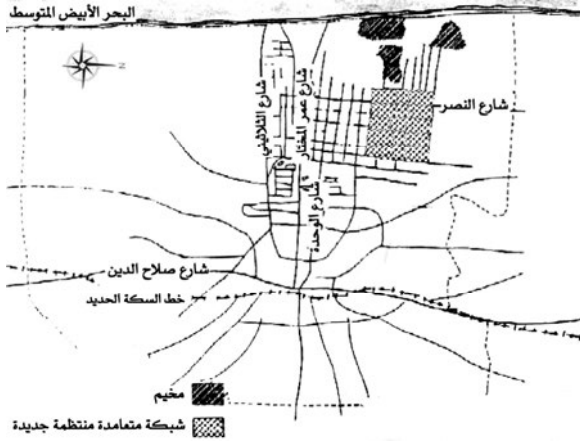 البحر الأبيض المتوسط
N
شارع النصر
شارع عمر المختار
شارع الثلاثيني
شارع الوحدة
شارع صلاح الدين
خط السكة الحديد
مخيم
شبكة متعامدة منتظمة جديدة